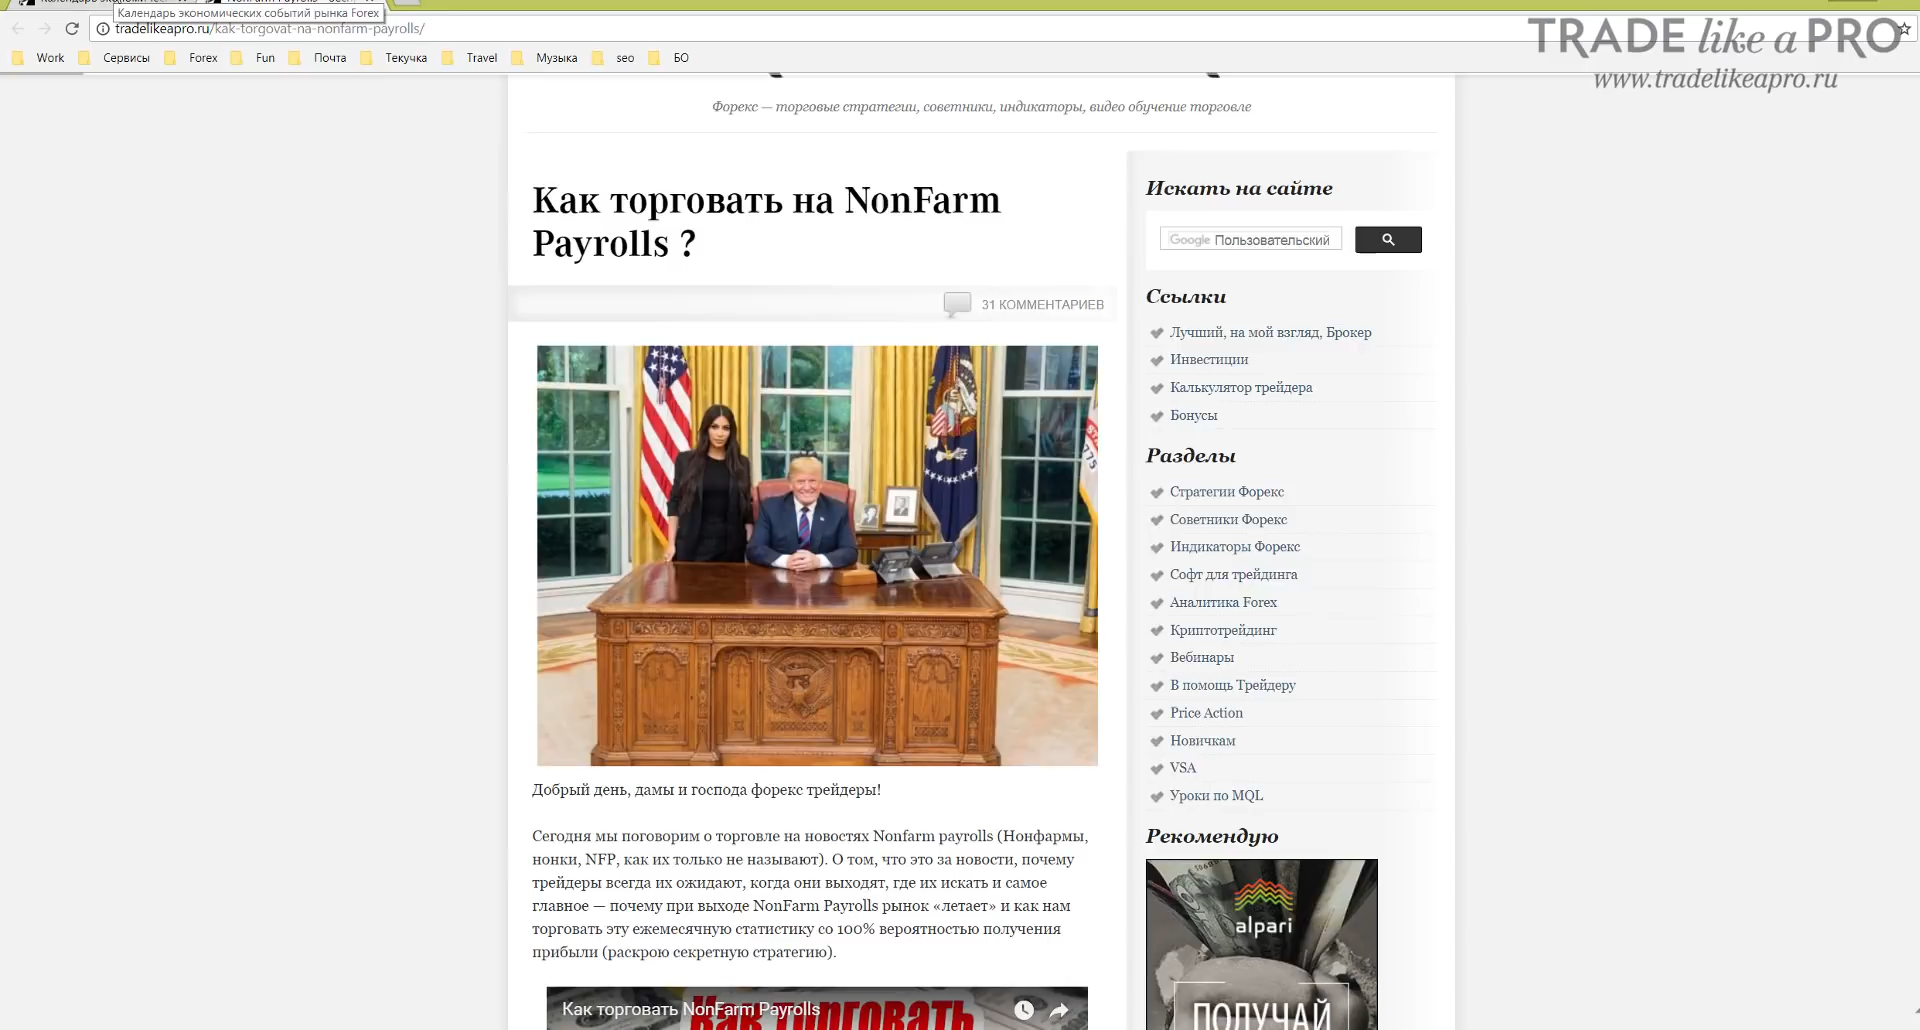 Календарь экономических событий рынка Forex
tradelikeapro.ru/kak-torgovat-na-nonfarm-payrolls/
TRADE like a PRO
www.tradelikeapro.ru
Work Сервисы Forex Fun Почта Текучка Travel Музыка seo БО
Форекс — торговые стратегии, советники, индикаторы, видео обучение торговле
Как торговать на NonFarm
Payrolls ?
31 КОММЕНТАРИЕВ
Добрый день, дамы и господа форекс трейдеры!
Сегодня мы поговорим о торговле на новостях Nonfarm payrolls (Нонфармы,
нонки, NFP, как их только не называют). О том, что это за новости, почему
трейдеры всегда их ожидают, когда они выходят, где их искать и самое
главное — почему при выходе NonFarm Payrolls рынок «летает» и как нам
торговать эту ежемесячную статистику со 100% вероятностью получения
прибыли (раскрою секретную стратегию).
Как торговать NonFarm Payrolls
Как торговать
Искать на сайте
Google Пользовательский
Ссылки
Лучший, на мой взгляд, Брокер
Инвестиции
Калькулятор трейдера
Бонусы
Разделы
Стратегии Форекс
Советники Форекс
Индикаторы Форекс
Софт для трейдинга
Аналитика Forex
Криптотрейдинг
Вебинары
В помощь Трейдеру
Price Action
Новичкам
VSA
Уроки по MQL
Рекомендую
alpari
ПОЛУЧАЙ